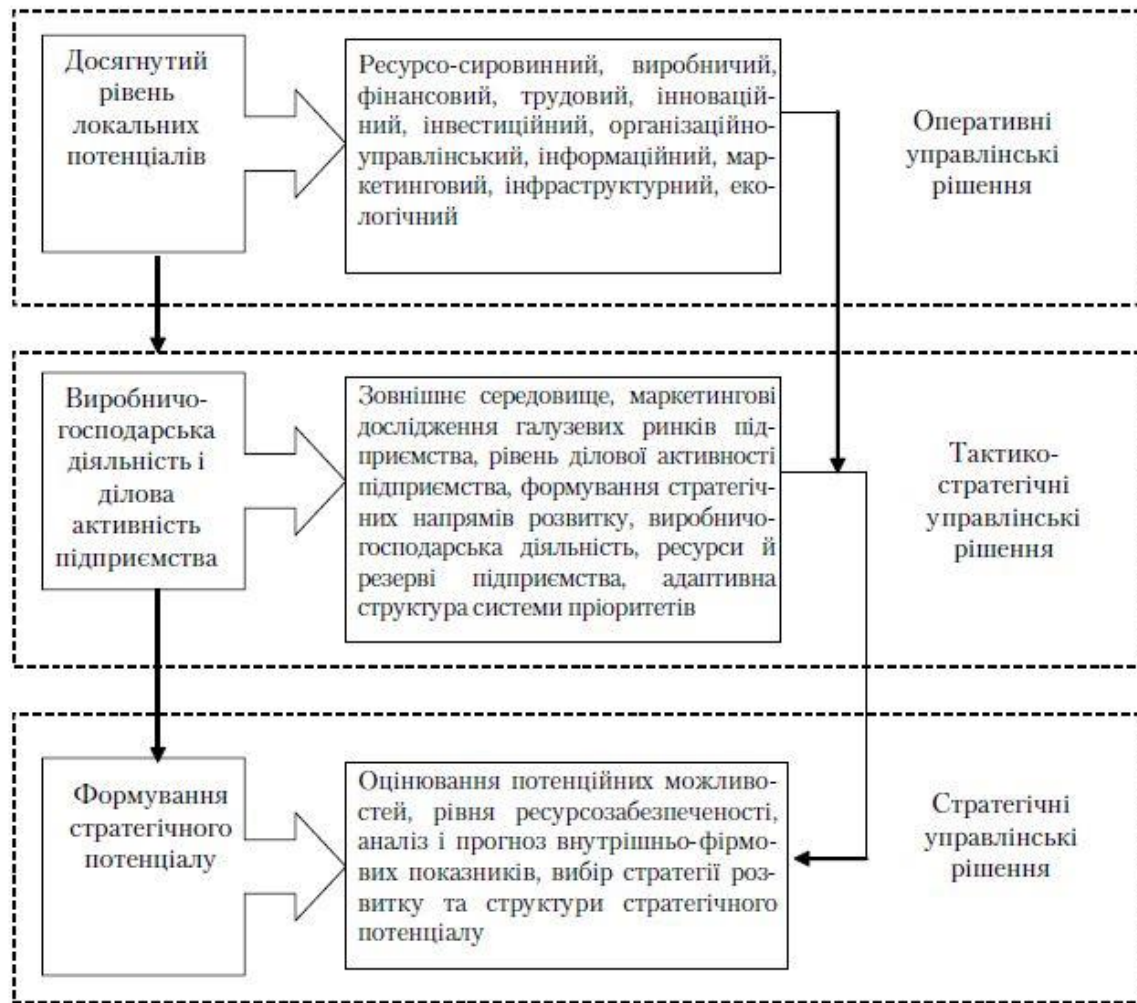 Досягнутий
рівень
локальних
потенціалів
Ресурсо-сировинний, виробничий,
фінансовий, трудовий, інновацій-
ний, інвестиційний, організаційно-
управлінський, інформаційний, мар-
кетинговий, інфраструктурний, еко-
логічний
Оперативні
управлінські
рішення
Виробничо-
господарська
діяльність і
ділова
активність
підприємства
Зовнішнє середовище, маркетингові
дослідження галузевих ринків під-
приємства, рівень ділової активності
підприємства, формування стратегіч-
них напрямів розвитку, виробничо-
господарська діяльність, ресурси й
резерві підприємства, адаптивна
структура системи пріоритетів
Тактико-
стратегічні
управлінські
рішення
Формування
стратегічного
потенціалу
Оцінювання потенційних можливо-
стей, рівня ресурсозабезпеченості,
аналіз і прогноз внутрішньо-фірмо-
вих показників, вибір стратегії роз-
витку та структури стратегічного
потенціалу
Стратегічні
управлінські
рішення